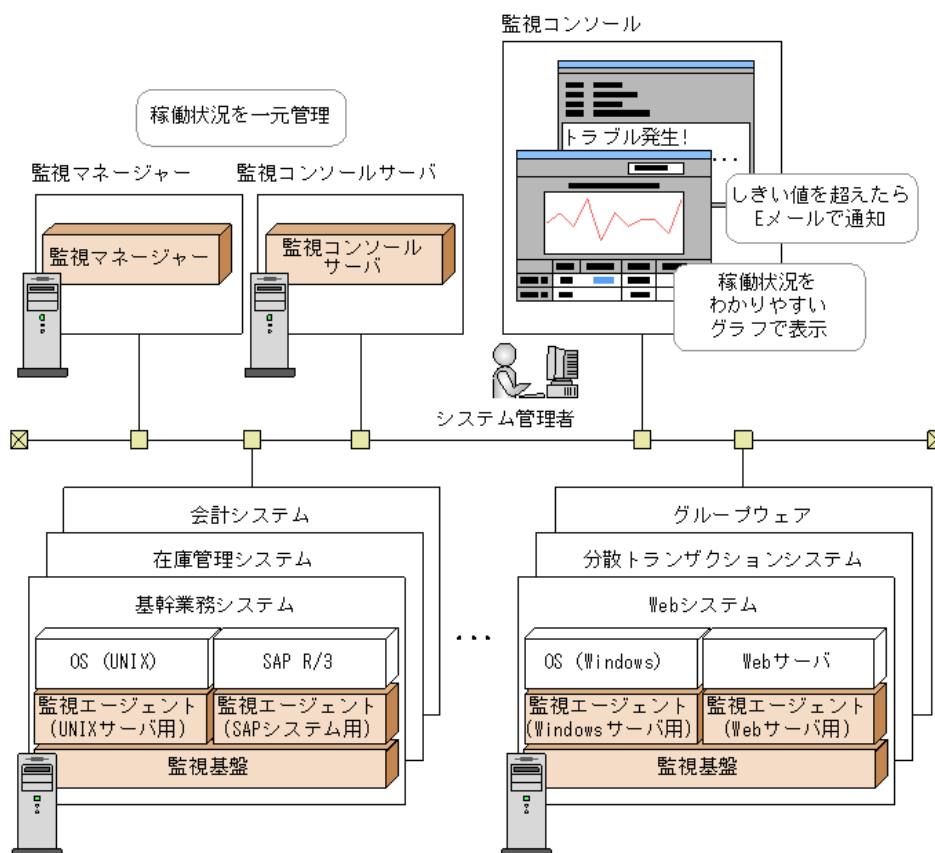 監視コンソール
稼働状況を一元管理
トラブル発生!
...
監視マネージャー
監視コンソールサーバ
しきい値を超えたら
Eメールで通知
監視マネージャー
監視コンソール
サーバ
稼働状況を
わかりやすい
グラフで表示
システム管理者
会計システム
在庫管理システム
基幹業務システム
OS (UNIX)
SAP R/3
監視エージェント
(UNIXサーバ用)
監視エージェント
(SAPシステム用)
監視基盤
...
グループウェア
分散トランザクションシステム
Webシステム
OS (Windows)
Webサーバ
監視エージェント
(Windowsサーバ用)
監視エージェント
(Webサーバ用)
監視基盤